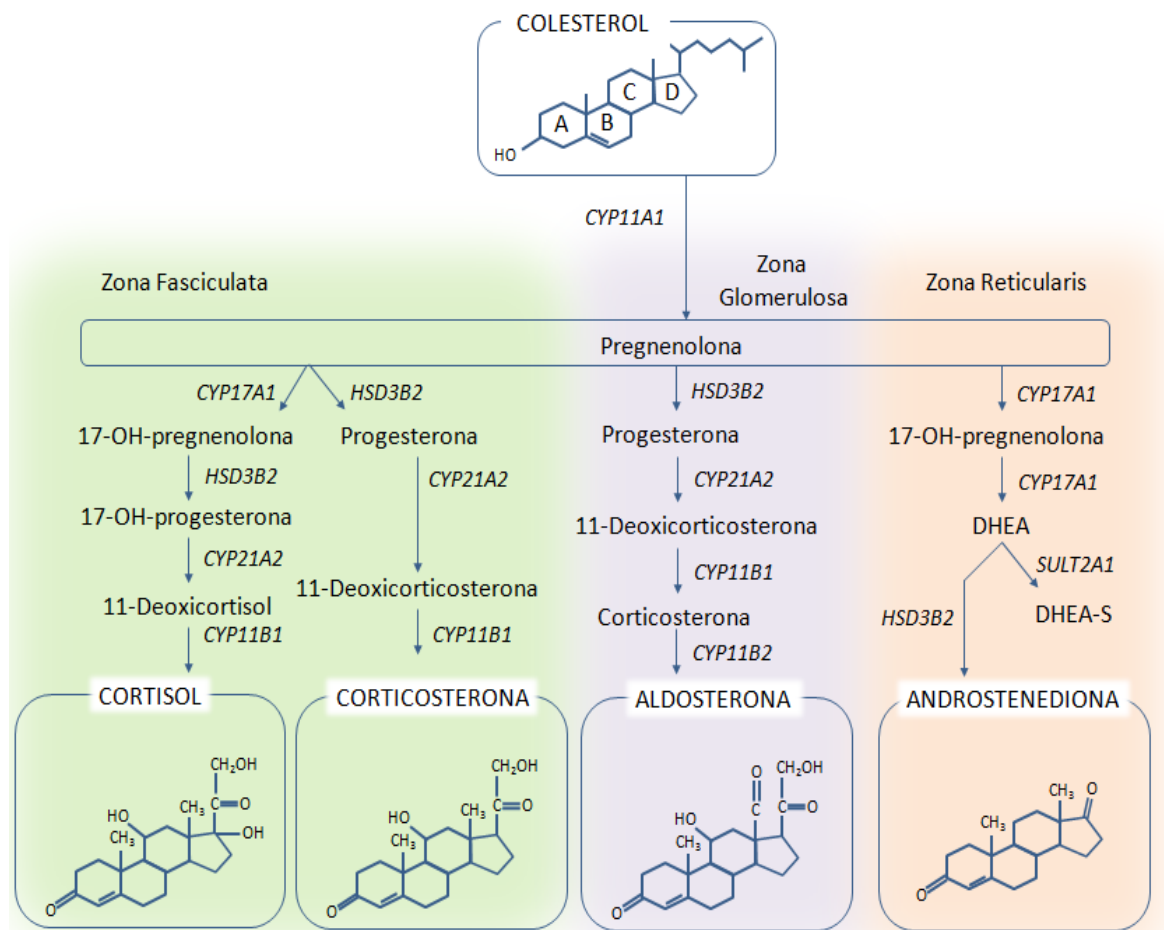 COLESTEROL
C D
A B
HO
CYP11A1
Zona Fasciculata
Zona
Glomerulosa
Zona Reticularis
Pregnenolona
CYP17A1 HSD3B2 HSD3B2 CYP17A1
17-OH-pregnenolona Progesterona Progesterona 17-OH-pregnenolona
HSD3B2 CYP21A2 CYP21A2 CYP17A1
17-OH-progesterona 11-Deoxicorticosterona DHEA
CYP21A2 CYP11B1 SULT2A1
11-Deoxicortisol 11-Deoxicorticosterona Corticosterona HSD3B2 DHEA-S
CYP11B1 CYP11B1 CYP11B2
CORTISOL CORTICOSTERONA ALDOSTERONA ANDROSTENEDIONA
CH2OH
C O
HO CH3
CH3 OH
O
CH2OH
C O
HO CH3
CH3
O
O CH2OH
C C O
HO
CH3
O
CH3 O
CH3
O